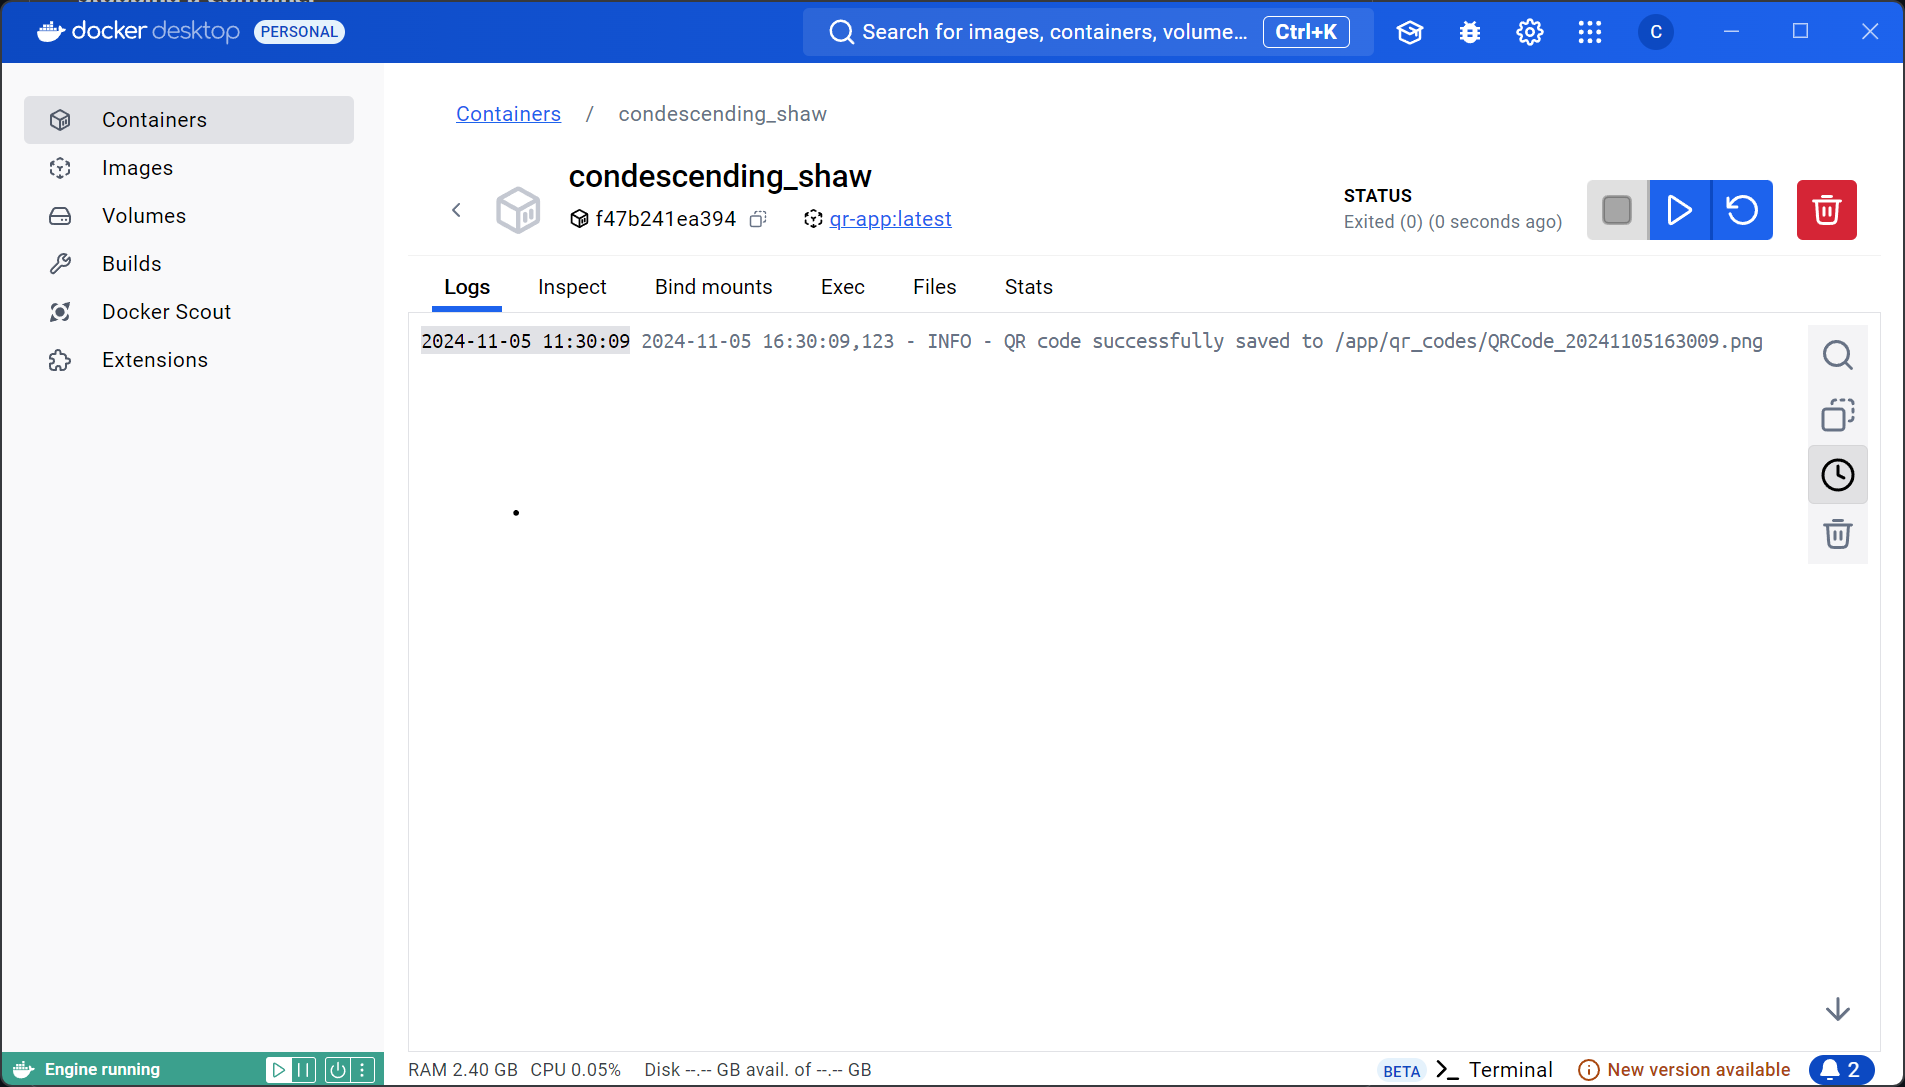 docker desktop PERSONAL
Search for images, containers, volume... Ctrl+K
C
Containers
Images
Volumes
Builds
Docker Scout
Extensions
Containers / condescending_shaw
condescending_shaw
f47b241ea394 qr-app:latest
STATUS
Exited (0) (0 seconds ago)
Logs Inspect Bind mounts Exec Files Stats
2024-11-05 11:30:09 2024-11-05 16:30:09,123 - INFO - QR code successfully saved to /app/qr_codes/QRCode_20241105163009.png
Engine running
RAM 2.40 GB CPU 0.05% Disk --.-- GB avail. of --.-- GB
BETA >_ Terminal
New version available
2